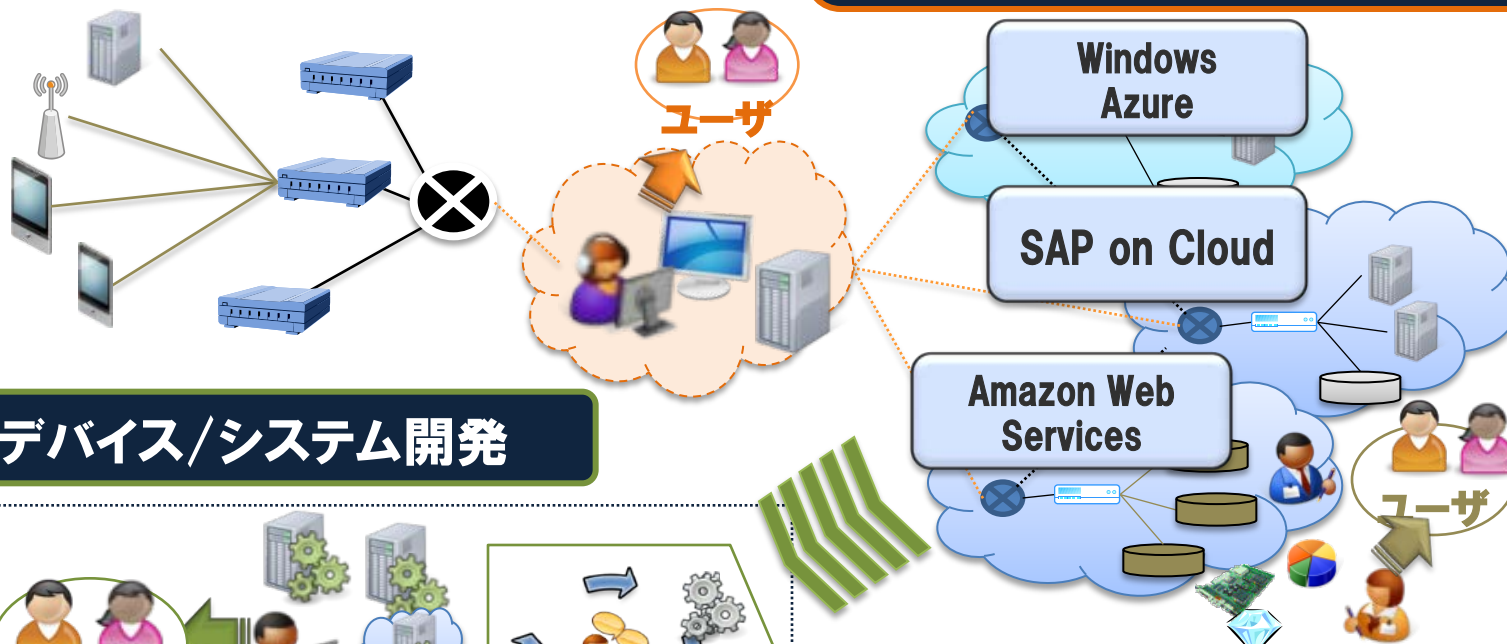 ユーザ
Windows
Azure
SAP on Cloud
Amazon Web
Services
デバイス/システム開発
ユーザ